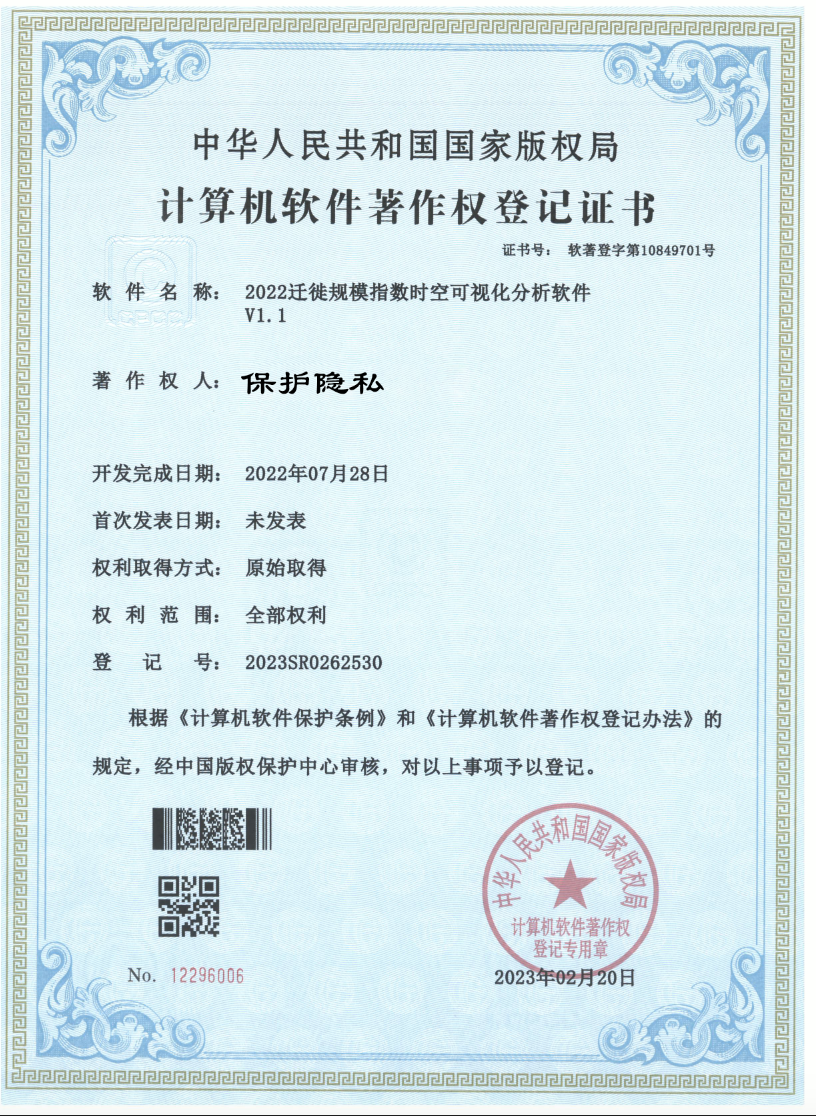 中华人民共和国国家版权局
计算机软件著作权登记证书
证书号： 软著登字第10849701号
软件名称： 2022迁徙规模指数时空可视化分析软件
V1.1
著作权人： 保护隐私
开发完成日期： 2022年07月28日
首次发表日期： 未发表
权利取得方式： 原始取得
权利范围： 全部权利
登记号： 2023SR0262530
根据《计算机软件保护条例》和《计算机软件著作权登记办法》的
规定，经中国版权保护中心审核，对以上事项予以登记。
中华人民共和国国家版权局
计算机软件著作权
登记专用章
No. 12296006
2023年02月20日